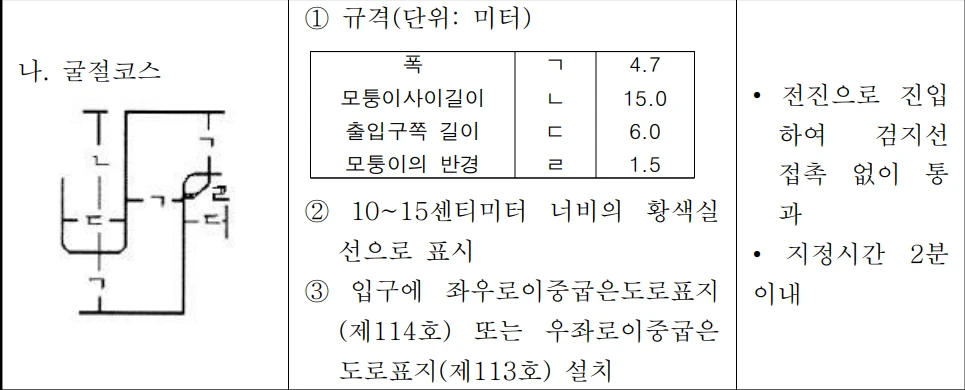 나. 굴절코스
ㄱ
ㄴ
ㄱ
ㄹ
ㄷ
ㄷ
ㄱ
① 규격(단위: 미터)
폭 ㄱ 4.7
모퉁이사이길이 ㄴ 15.0
출입구쪽 길이 ㄷ 6.0
모퉁이의 반경 ㄹ 1.5
② 10~15센티미터 너비의 황색실
선으로 표시
③ 입구에 좌우로이중굽은도로표지
(제114호) 또는 우좌로이중굽은
도로표지(제113호) 설치
• 전진으로 진입
하여 검지선
접촉 없이 통
과
• 지정시간 2분
이내